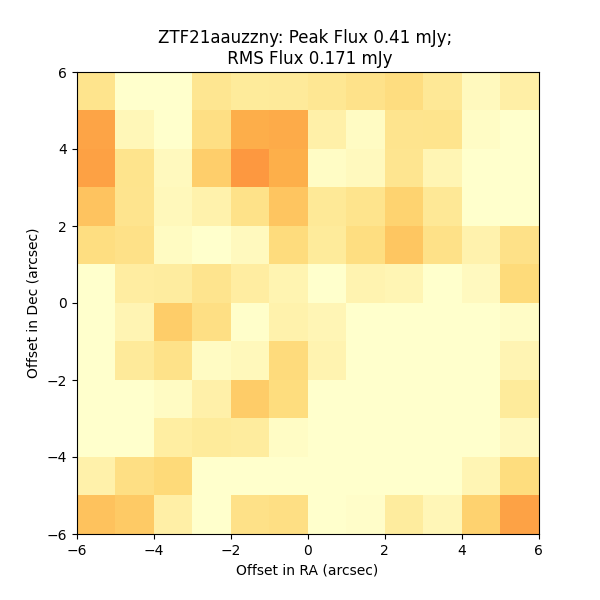 ZTF21aauzzny: Peak Flux 0.41 mJy;
RMS Flux 0.171 mJy
6
4
2
0
−2
−4
−6
Offset in Dec (arcsec)
−6 −4 −2 0 2 4 6
Offset in RA (arcsec)